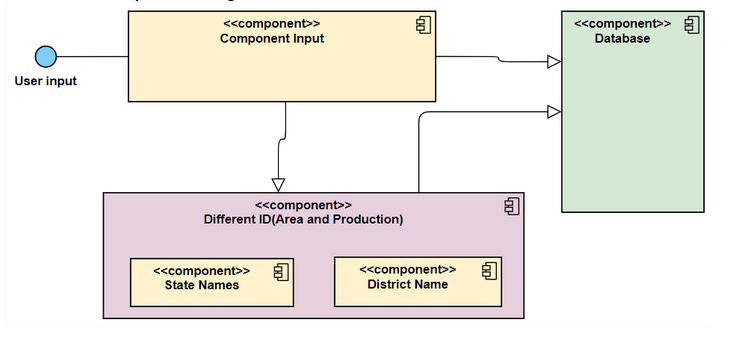 <<component>>
Component Input
<<component>>
Database
User input
<<component>>
Different ID(Area and Production)
<<component>>
State Names
<<component>>
District Name